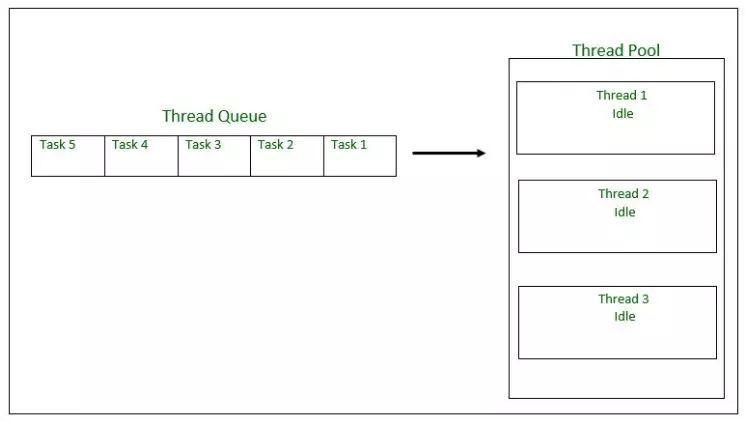 Thread Pool
Thread Queue
Task 5 Task 4 Task 3 Task 2 Task 1
Thread 1
Idle
Thread 2
Idle
Thread 3
Idle